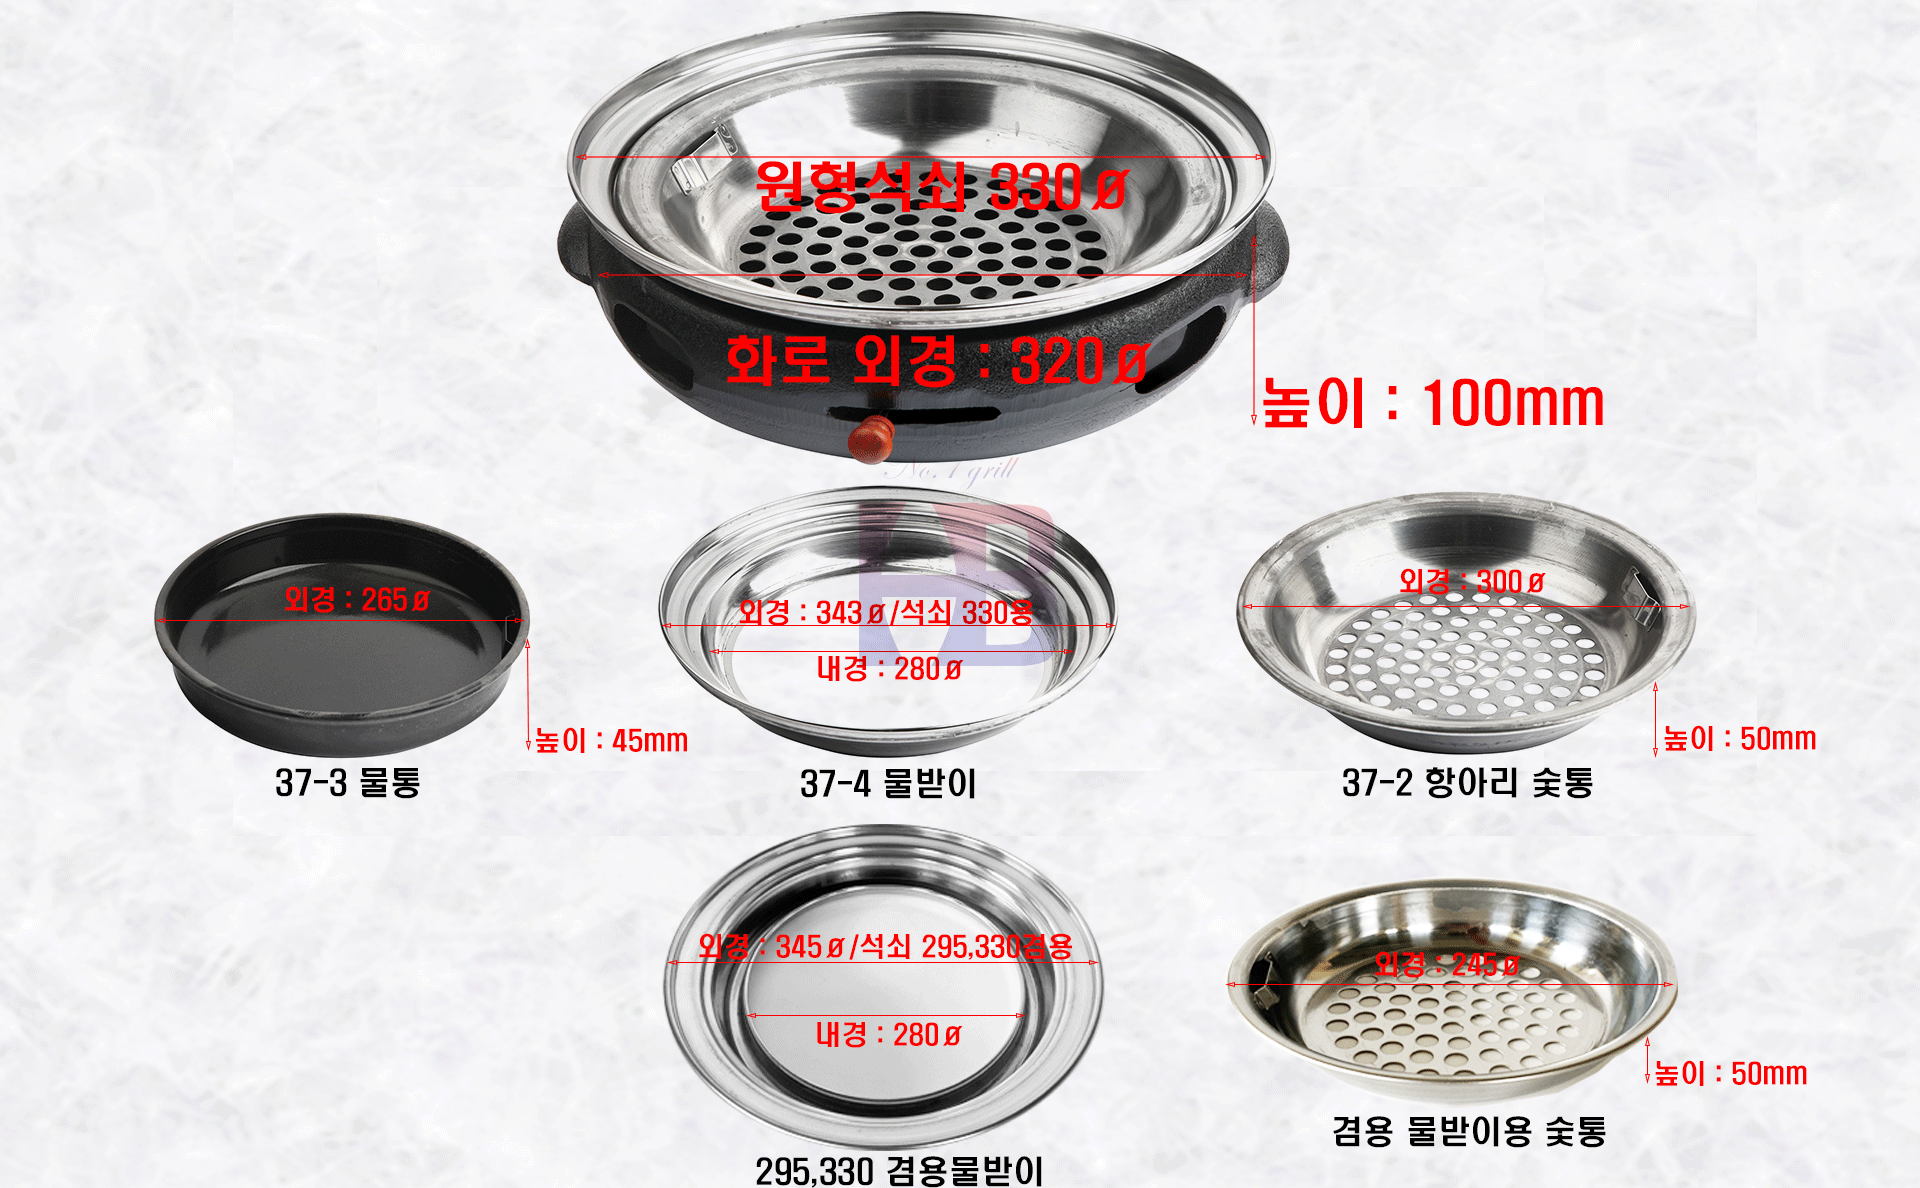 원형석쇠 330ø
화로 외경 : 320ø
높이 : 100mm
No.1 grill
외경 : 265ø
높이 : 45mm
37-3 물통
외경 : 343ø/석쇠 330용
내경 : 280ø
37-4 물받이
외경 : 300ø
높이 : 50mm
37-2 항아리 숯통
외경 : 345ø/석쇠 295,330겸용
내경 : 280ø
295,330 겸용물받이
외경 : 245ø
높이 : 50mm
겸용 물받이용 숯통